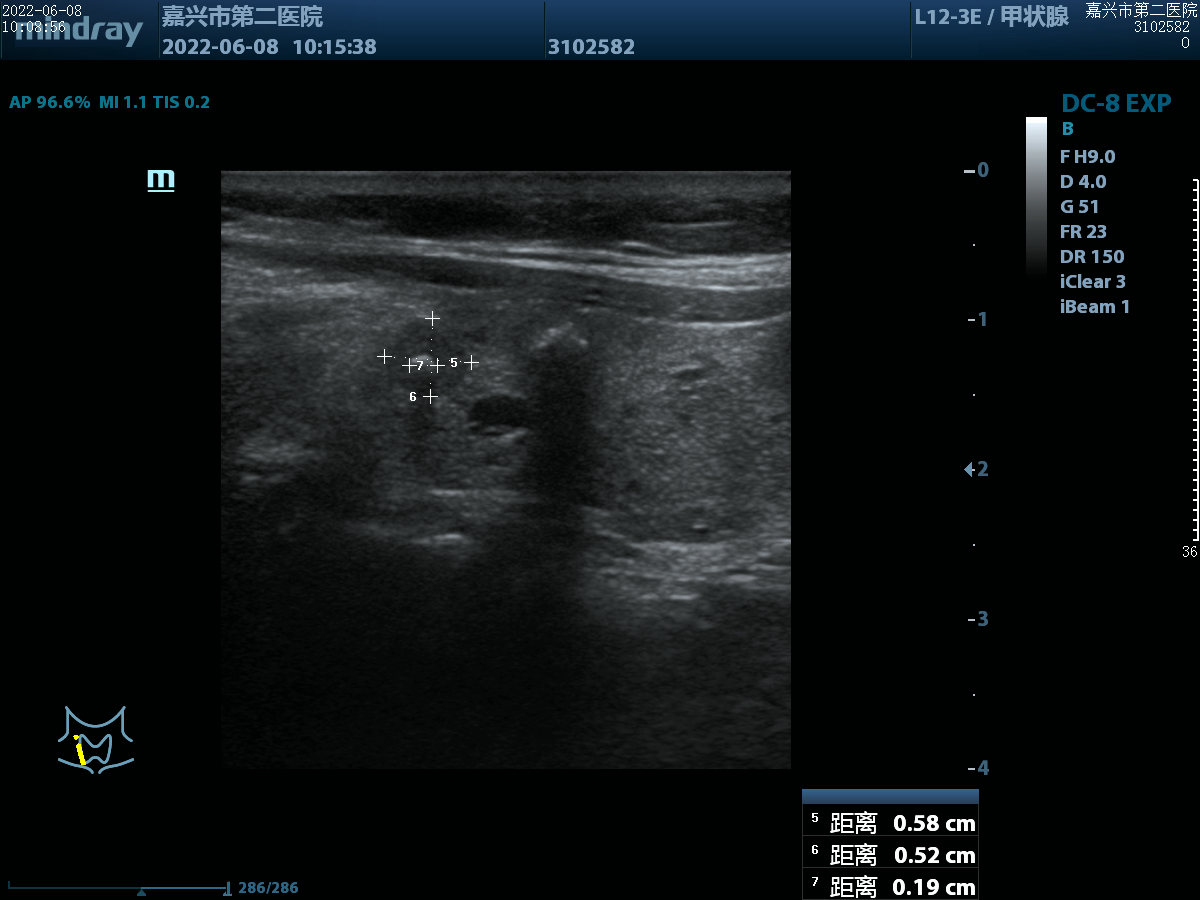 2022-06-08
10:08:56
mindray
嘉兴市第二医院
2022-06-08 10:15:38
3102582
L12-3E / 甲状腺
嘉兴市第二医院
3102582
0
AP 96.6% MI 1.1 TIS 0.2
DC-8 EXP
B
F H9.0
D 4.0
G 51
FR 23
DR 150
iClear 3
iBeam 1
m
0
1
2
3
4
36
7
5
6
5 距离 0.58 cm
6 距离 0.52 cm
7 距离 0.19 cm
286/286